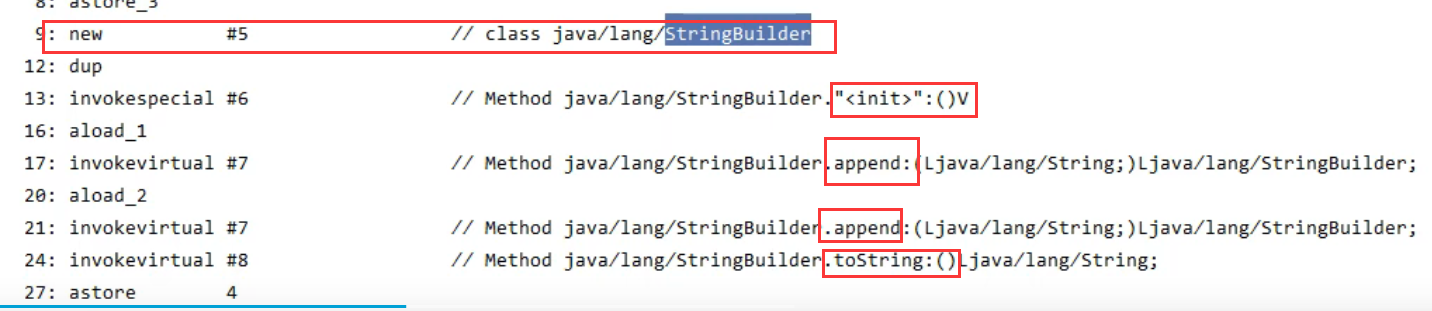 8: astore_3
9: new #5 // class java/lang/StringBuilder
12: dup
13: invokespecial #6 // Method java/lang/StringBuilder."<init>":()V
16: aload_1
17: invokevirtual #7 // Method java/lang/StringBuilder.append:(Ljava/lang/String;)Ljava/lang/StringBuilder;
20: aload_2
21: invokevirtual #7 // Method java/lang/StringBuilder.append:(Ljava/lang/String;)Ljava/lang/StringBuilder;
24: invokevirtual #8 // Method java/lang/StringBuilder.toString:()Ljava/lang/String;
27: astore 4